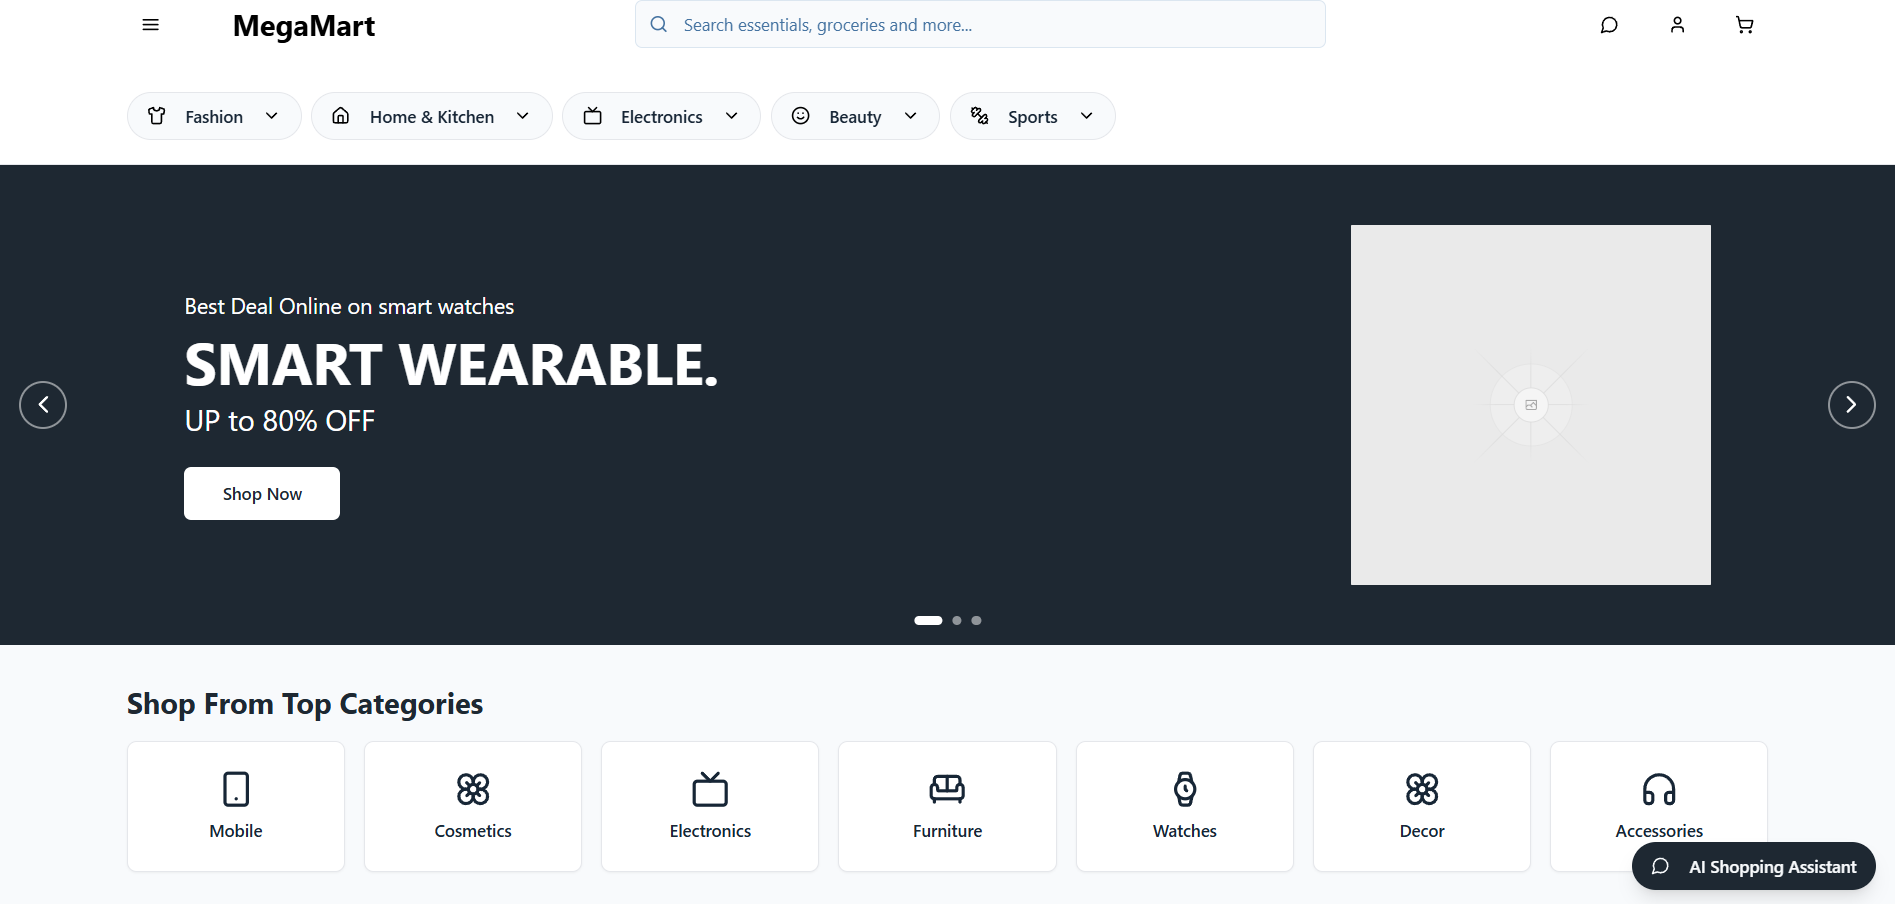 MegaMart
Search essentials, groceries and more...
Fashion
Home & Kitchen
Electronics
Beauty
Sports
Best Deal Online on smart watches
SMART WEARABLE.
UP to 80% OFF
Shop Now
Shop From Top Categories
Mobile
Cosmetics
Electronics
Furniture
Watches
Decor
Accessories
AI Shopping Assistant